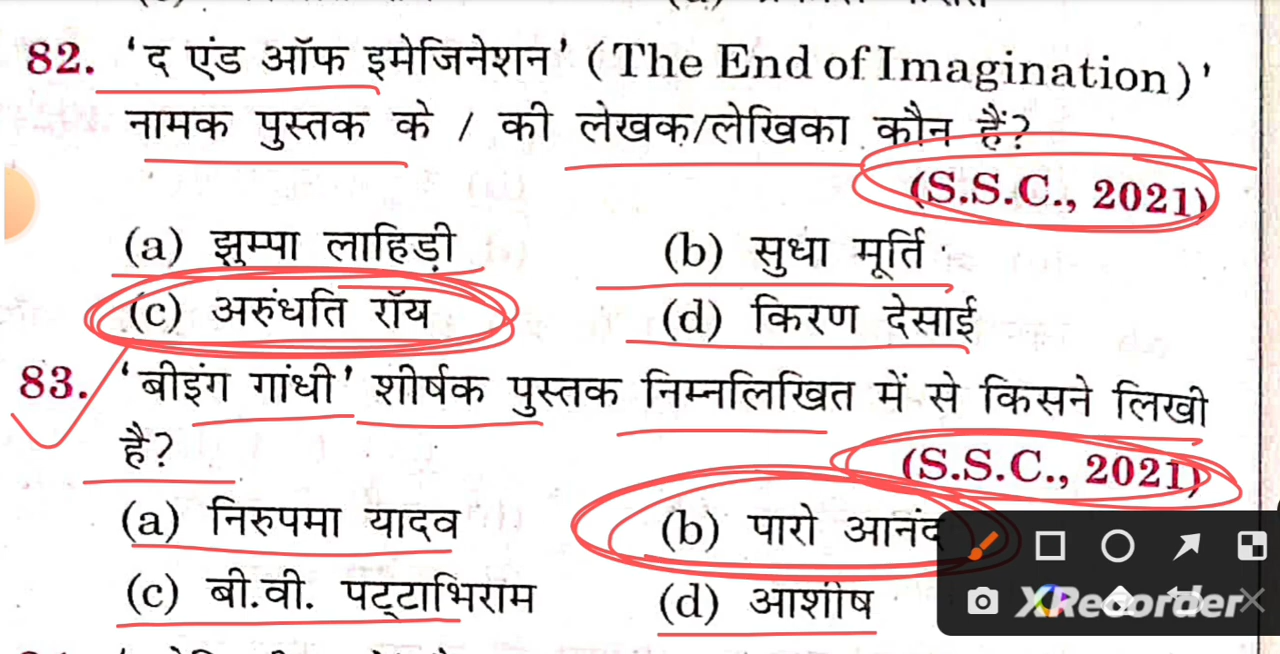 82. 'द एंड ऑफ इमेजिनेशन' (The End of Imagination)'
नामक पुस्तक के / की लेखक/लेखिका कौन हैं?
(S.S.C., 2021)
(a) झुम्पा लाहिड़ी (b) सुधा मूर्ति
(c) अरुंधति रॉय (d) किरण देसाई
83. 'बीइंग गांधी' शीर्षक पुस्तक निम्नलिखित में से किसने लिखी
है?
(S.S.C., 2021)
(a) निरुपमा यादव (b) पारो आनंद
(c) बी.वी. पट्टाभिराम (d) आशीष
XRecorder